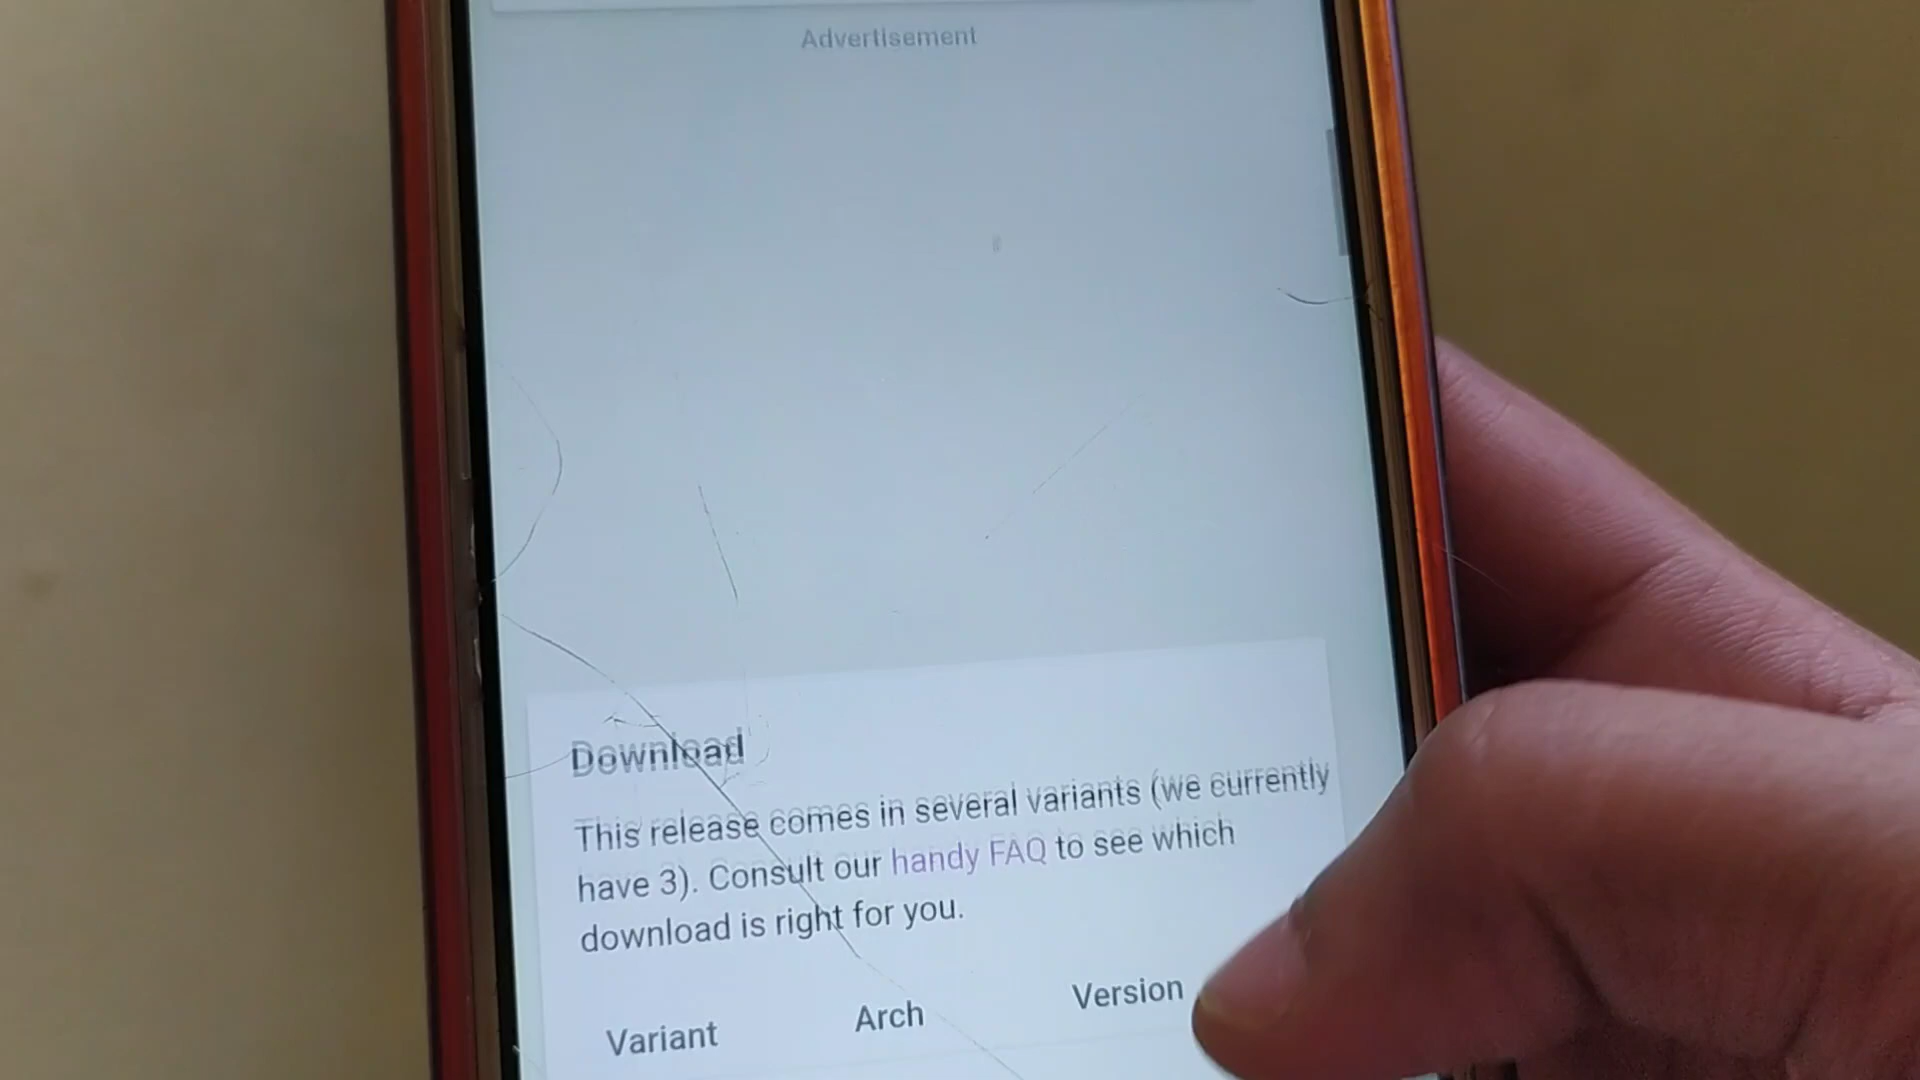 Advertisement
Download
This release comes in several variants (we currently
have 3). Consult our handy FAQ to see which
download is right for you.
Variant Arch Version